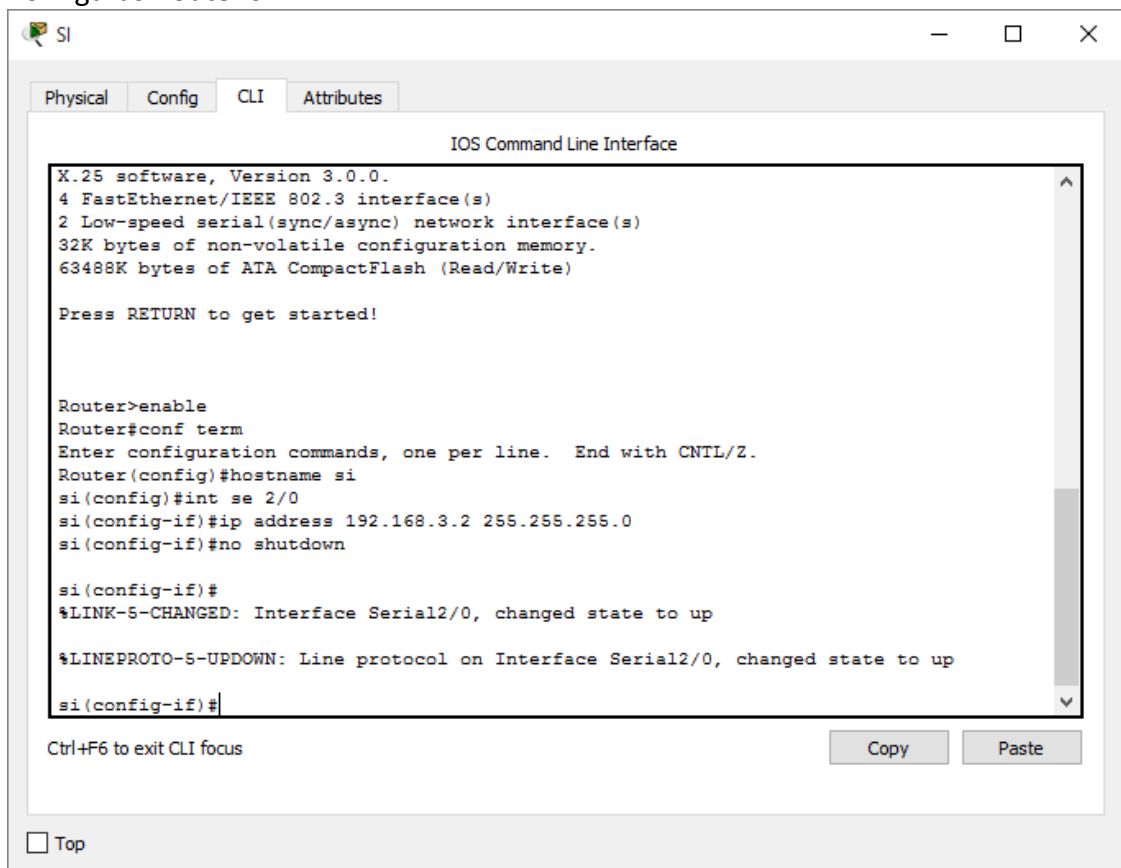 SI
Physical Config CLI Attributes
IOS Command Line Interface
X.25 software, Version 3.0.0.
4 FastEthernet/IEEE 802.3 interface(s)
2 Low-speed serial(sync/async) network interface(s)
32K bytes of non-volatile configuration memory.
63488K bytes of ATA CompactFlash (Read/Write)
Press RETURN to get started!
Router>enable
Router#conf term
Enter configuration commands, one per line.  End with CNTL/Z.
Router(config)#hostname si
si(config)#int se 2/0
si(config-if)#ip address 192.168.3.2 255.255.255.0
si(config-if)#no shutdown
si(config-if)#
%LINK-5-CHANGED: Interface Serial2/0, changed state to up
%LINEPROTO-5-UPDOWN: Line protocol on Interface Serial2/0, changed state to up
si(config-if)#
Ctrl+F6 to exit CLI focus
Copy Paste
Top